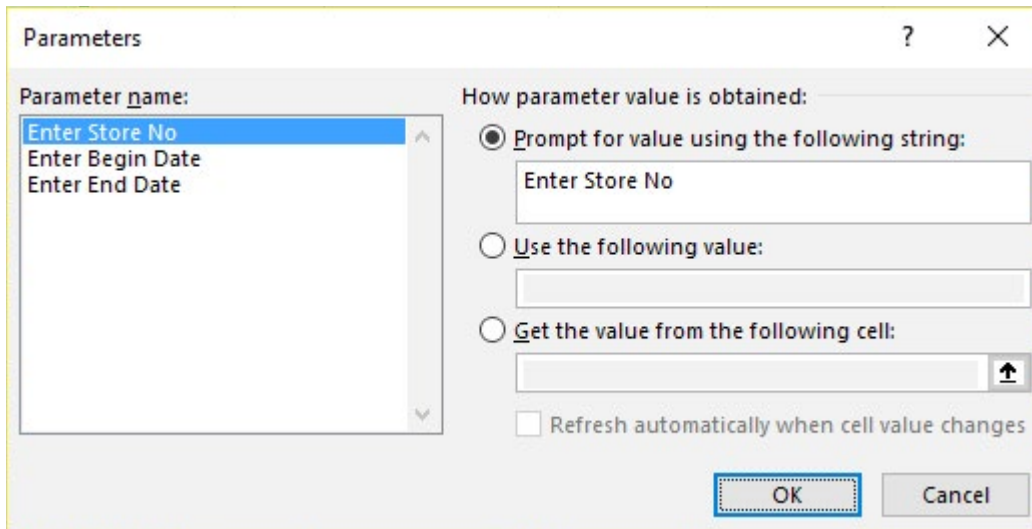 Parameters
?
Parameter name:
Enter Store No
Enter Begin Date
Enter End Date
How parameter value is obtained:
Prompt for value using the following string:
Enter Store No
Use the following value:
Get the value from the following cell:
Refresh automatically when cell value changes
OK
Cancel